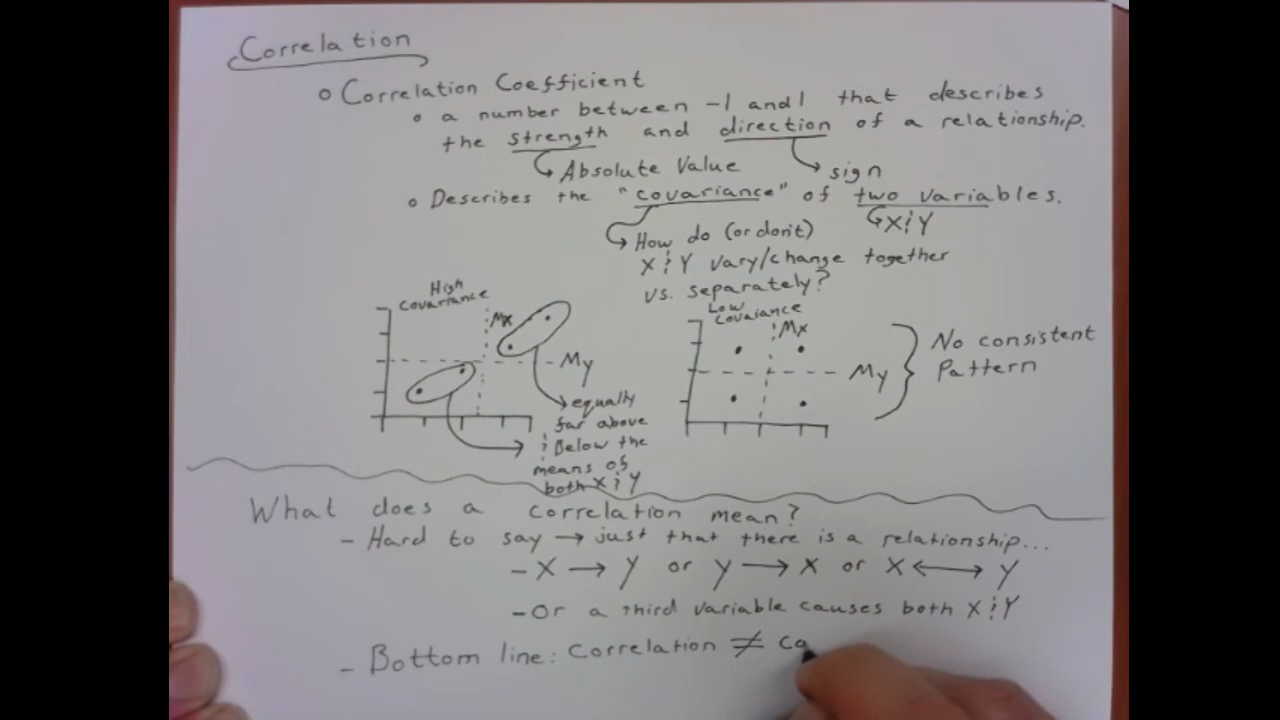 Correlation
o Correlation Coefficient
o a number between -1 and 1 that describes
the strength and direction of a relationship.
Absolute Value
sign
o Describes the "covariance" of two variables.
X & Y
How do (or don't)
X & Y vary/change together
vs. separately?
High
Covariance
Mx
My
equally
far above
& Below the
means of
both X & Y
Low
Covaiance
Mx
My
No consistent
Pattern
What does a correlation mean?
- Hard to say → just that there is a relationship...
- X → Y or Y → X or X ↔ Y
- Or a third variable causes both X & Y
- Bottom line: Correlation ≠ ca